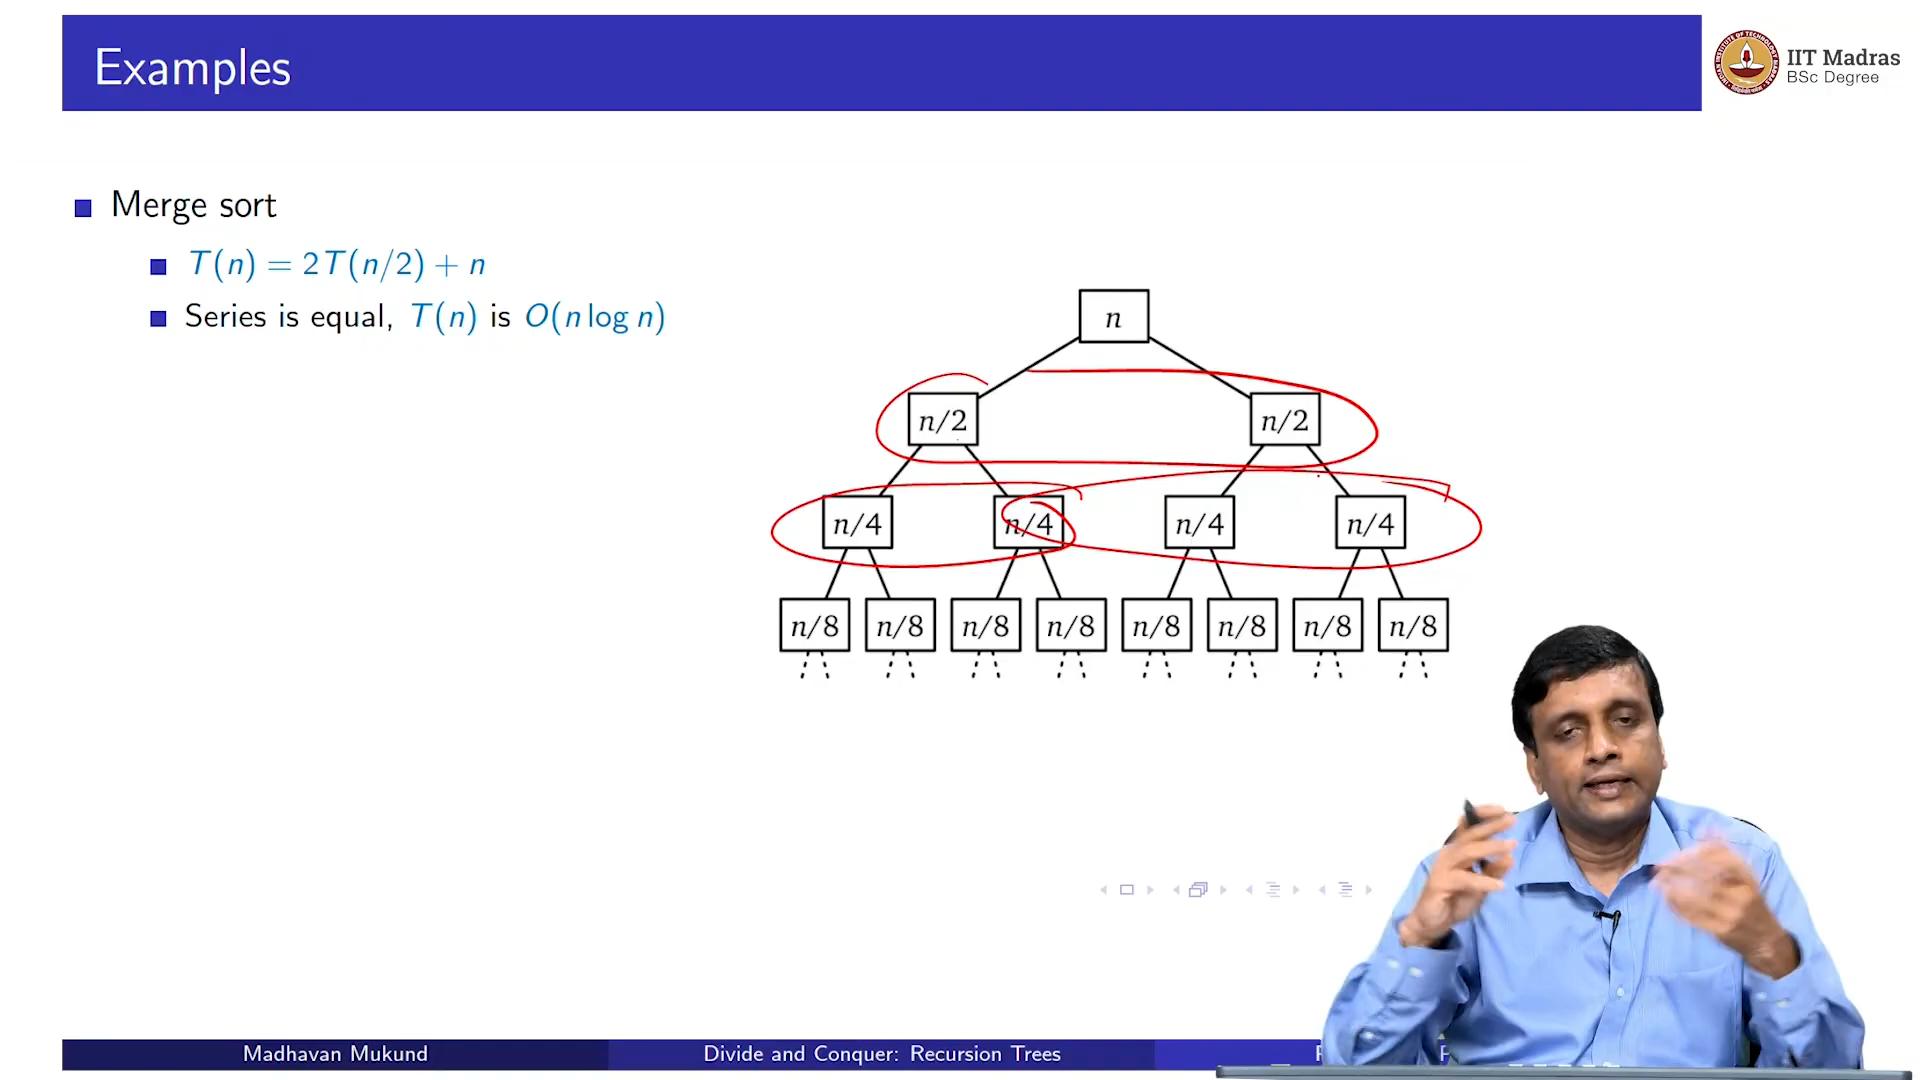 Examples
IIT Madras
BSc Degree
Merge sort
T(n) = 2T(n/2) + n
Series is equal, T(n) is O(n log n)
n
n/2 n/2
n/4 n/4 n/4 n/4
n/8 n/8 n/8 n/8 n/8 n/8 n/8 n/8
Madhavan Mukund Divide and Conquer: Recursion Trees